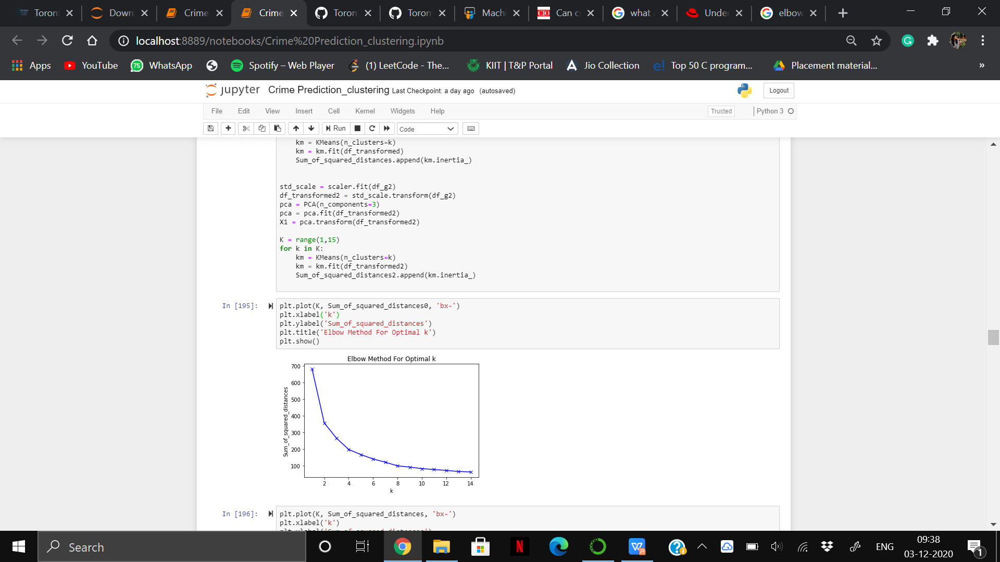 Toron
Down
Crime
Crime
Toron
Toron
Machi
CIO Can c
what a
Unde
elbow
localhost:8889/notebooks/Crime%20Prediction_clustering.ipynb
Apps
YouTube
75 WhatsApp
Spotify – Web Player
(1) LeetCode - The...
KIIT | T&P Portal
Jio Collection
e! Top 50 C program...
Placement material...
»
jupyter Crime Prediction_clustering Last Checkpoint: a day ago (autosaved)
Logout
File Edit View Insert Cell Kernel Widgets Help
Trusted
Python 3
Run
Code
km = KMeans(n_clusters=k)
km = km.fit(df_transformed)
Sum_of_squared_distances.append(km.inertia_)
std_scale = scaler.fit(df_g2)
df_transformed2 = std_scale.transform(df_g2)
pca = PCA(n_components=3)
pca = pca.fit(df_transformed2)
X1 = pca.transform(df_transformed2)
K = range(1,15)
for k in K:
km = KMeans(n_clusters=k)
km = km.fit(df_transformed2)
Sum_of_squared_distances2.append(km.inertia_)
In [195]:
plt.plot(K, Sum_of_squared_distances0, 'bx-')
plt.xlabel('k')
plt.ylabel('Sum_of_squared_distances')
plt.title('Elbow Method For Optimal k')
plt.show()
Elbow Method For Optimal k
700
600
500
400
300
200
100
Sum_of_squared_distances
2 4 6 8 10 12 14
k
In [196]:
plt.plot(K, Sum_of_squared_distances, 'bx-')
plt.xlabel('k')
plt.ylabel('Sum_of_squared_distances')
Search
ENG
09:38
03-12-2020
1